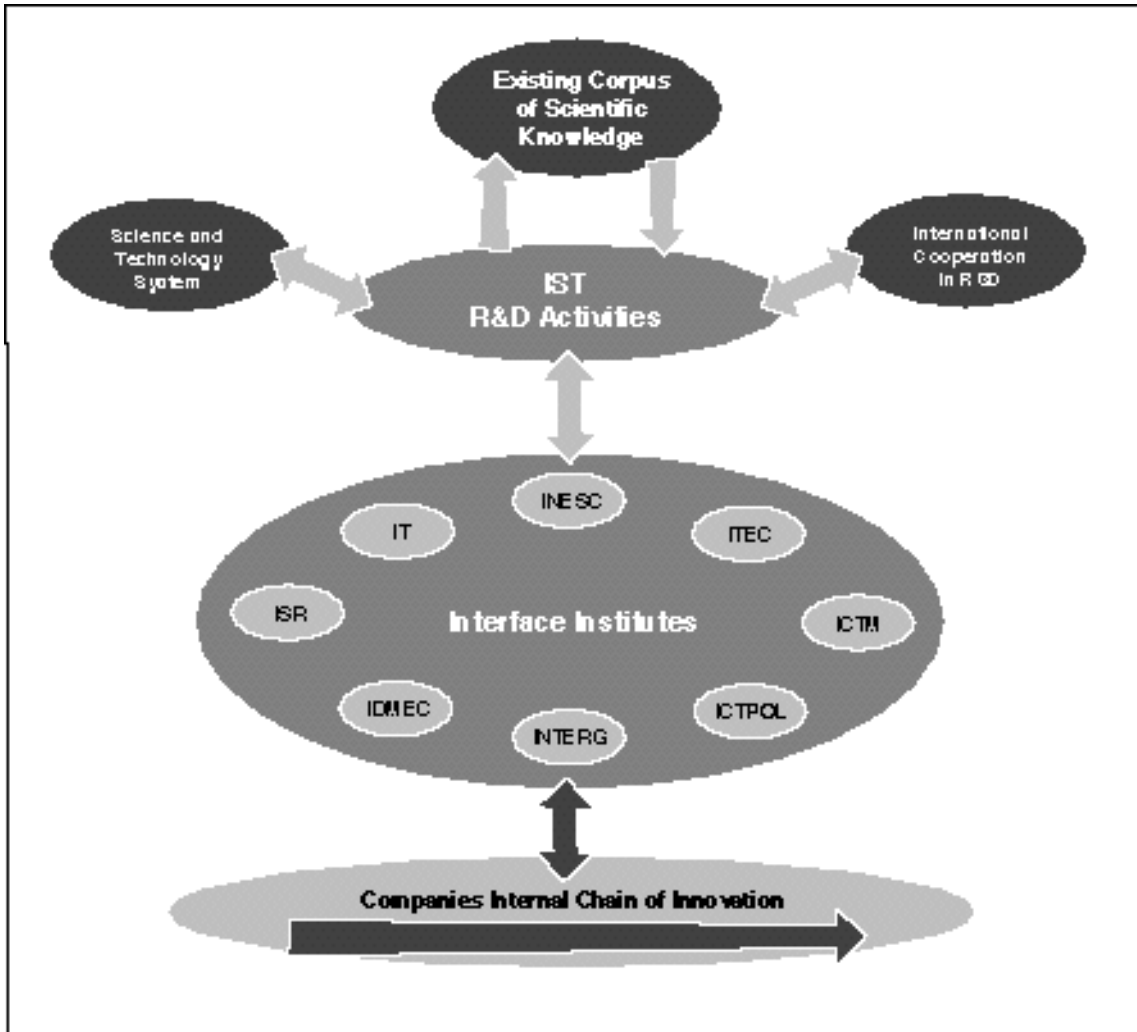 Existing Corpus
of Scientific
Knowledge
Science and
Technology
System
International
Cooperation
in R
IST
R&D Activities
INESC
IT
ITEC
ISR
Interface Institutes
ICTM
IDMEC
ICTPOL
INTERG
Companies Internal Chain of Innovation